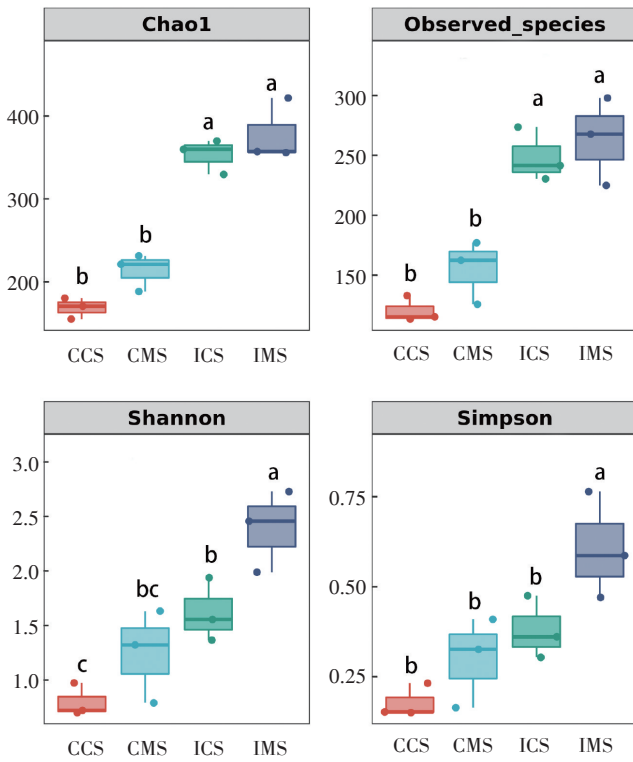 Chao1
400
300
200
b
b
a
a
CCS CMS ICS IMS
Observed_species
300
250
200
150
b
b
a
a
CCS CMS ICS IMS
Shannon
3.0
2.5
2.0
1.5
1.0
c
bc
b
a
CCS CMS ICS IMS
Simpson
0.75
0.50
0.25
b
b
b
a
CCS CMS ICS IMS